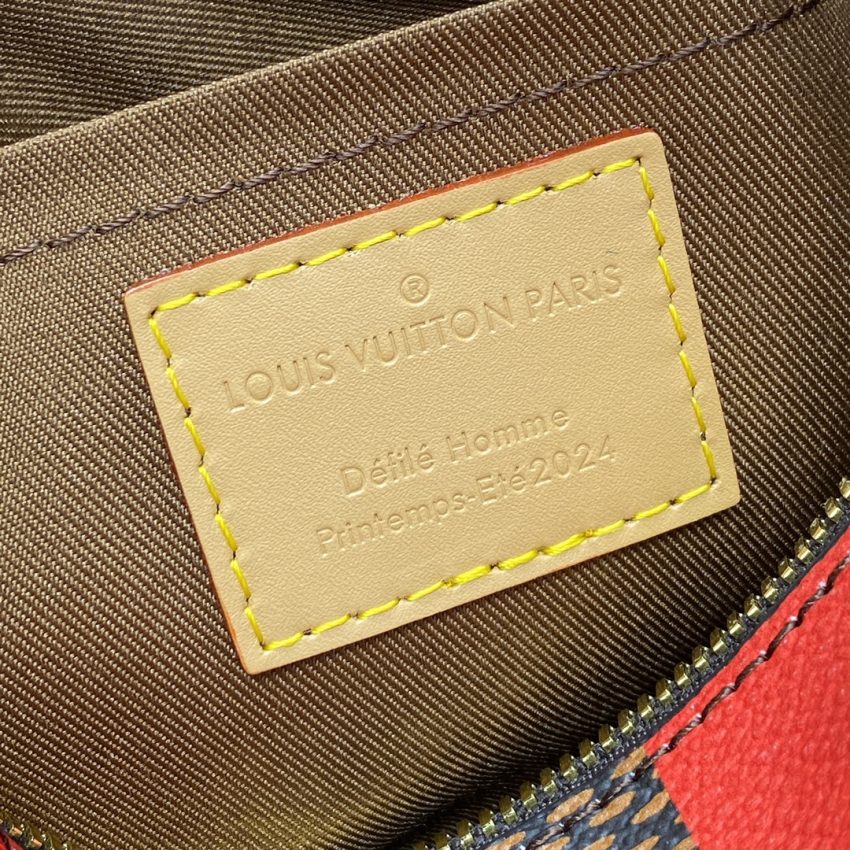 ®
LOUIS VUITTON PARIS
Défilé Homme
Printemps-Eté2024